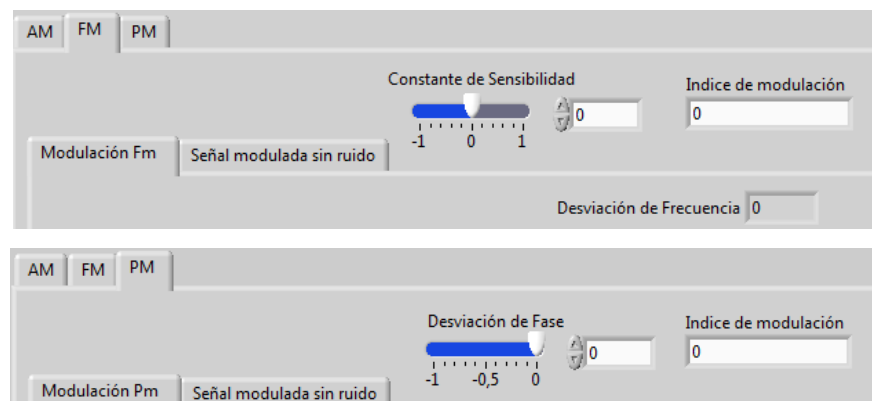 AM FM PM
Constante de Sensibilidad
Indice de modulación
0 0
-1 0 1
Modulación Fm Señal modulada sin ruido
Desviación de Frecuencia 0
AM FM PM
Desviación de Fase Indice de modulación
0 0
-1 -0,5 0
Modulación Pm Señal modulada sin ruido